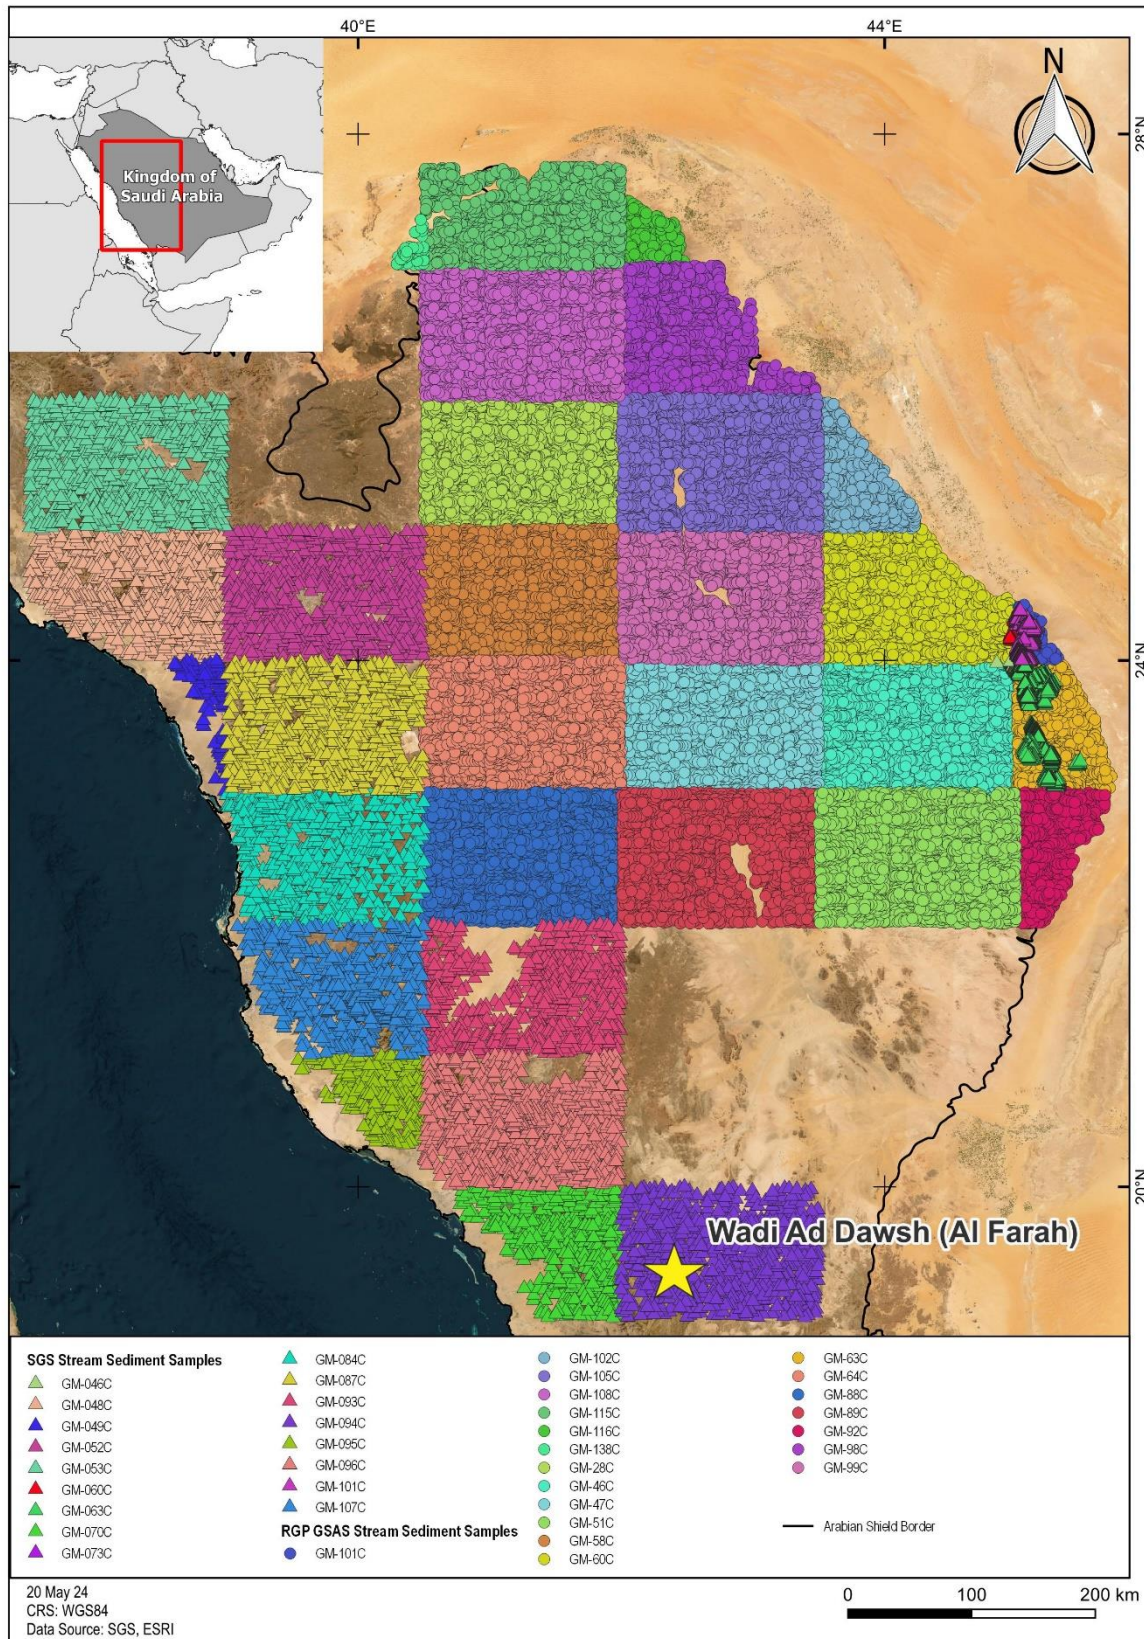 40°E
44°E
N
28°N
Kingdom of
Saudi Arabia
24°N
20°N
Wadi Ad Dawsh (Al Farah)
SGS Stream Sediment Samples
GM-046C
GM-048C
GM-049C
GM-052C
GM-053C
GM-060C
GM-063C
GM-070C
GM-073C
GM-084C
GM-087C
GM-093C
GM-094C
GM-095C
GM-096C
GM-101C
GM-107C
RGP GSAS Stream Sediment Samples
GM-101C
GM-102C
GM-105C
GM-108C
GM-115C
GM-116C
GM-138C
GM-28C
GM-46C
GM-47C
GM-51C
GM-58C
GM-60C
GM-63C
GM-64C
GM-88C
GM-89C
GM-92C
GM-98C
GM-99C
Arabian Shield Border
20 May 24
CRS: WGS84
Data Source: SGS, ESRI
0 100 200 km